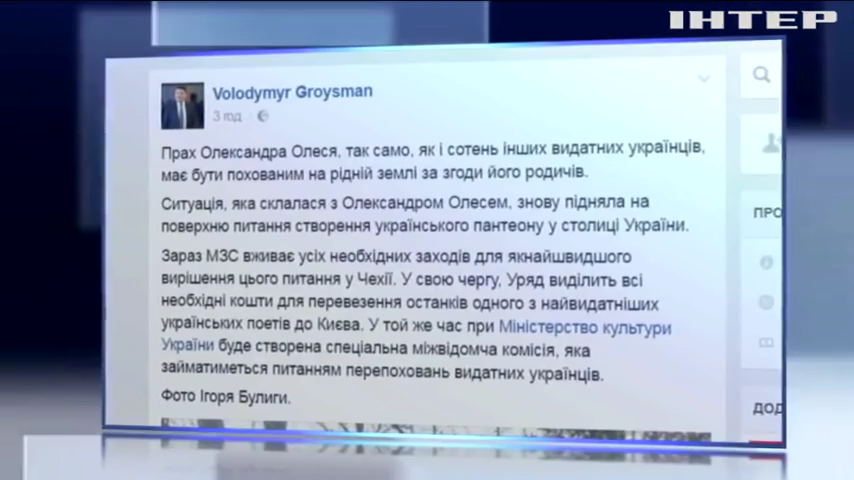 ІНТЕР
Volodymyr Groysman
3 год
Прах Олександра Олеся, так само, як і сотень інших видатних українців,
має бути похованим на рідній землі за згоди його родичів.
Ситуація, яка склалася з Олександром Олесем, знову підняла на
поверхню питання створення українського пантеону у столиці України.
Зараз МЗС вживає усіх необхідних заходів для якнайшвидшого
вирішення цього питання у Чехії. У свою чергу, Уряд виділить всі
необхідні кошти для перевезення останків одного з найвидатніших
українських поетів до Києва. У той же час при Міністерство культури
України буде створена спеціальна міжвідомча комісія, яка
займатиметься питанням перепоховань видатних українців.
Фото Ігоря Булиги.
ПРО
ДОД